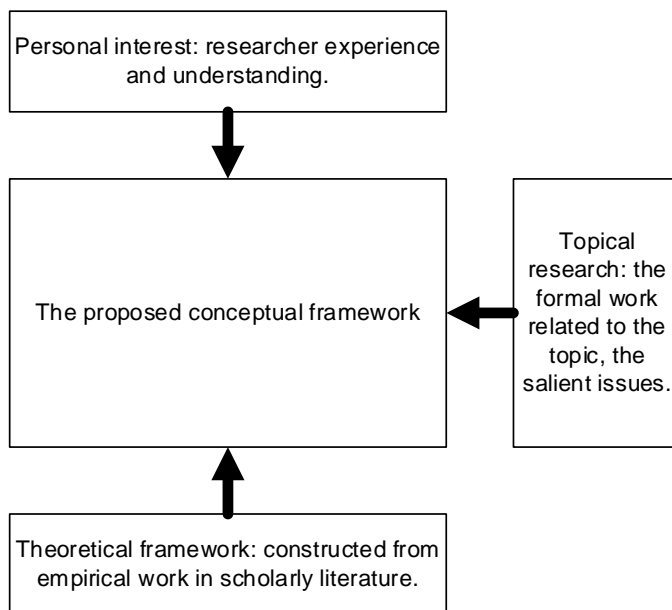 Personal interest: researcher experience
and understanding.
The proposed conceptual framework
Topical
research: the
formal work
related to the
topic, the
salient issues.
Theoretical framework: constructed from
empirical work in scholarly literature.